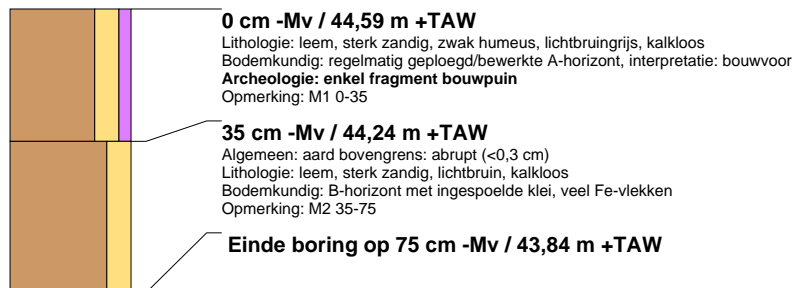 0 cm -Mv / 44,59 m +TAW
Lithologie: leem, sterk zandig, zwak humeus, lichtbruingrijs, kalkloos
Bodemkundig: regelmatig geploegd/bewerkte A-horizont, interpretatie: bouwvoor
Archeologie: enkel fragment bouwpuin
Opmerking: M1 0-35
35 cm -Mv / 44,24 m +TAW
Algemeen: aard bovengrens: abrupt (<0,3 cm)
Lithologie: leem, sterk zandig, lichtbruin, kalkloos
Bodemkundig: B-horizont met ingespoelde klei, veel Fe-vlekken
Opmerking: M2 35-75
Einde boring op 75 cm -Mv / 43,84 m +TAW